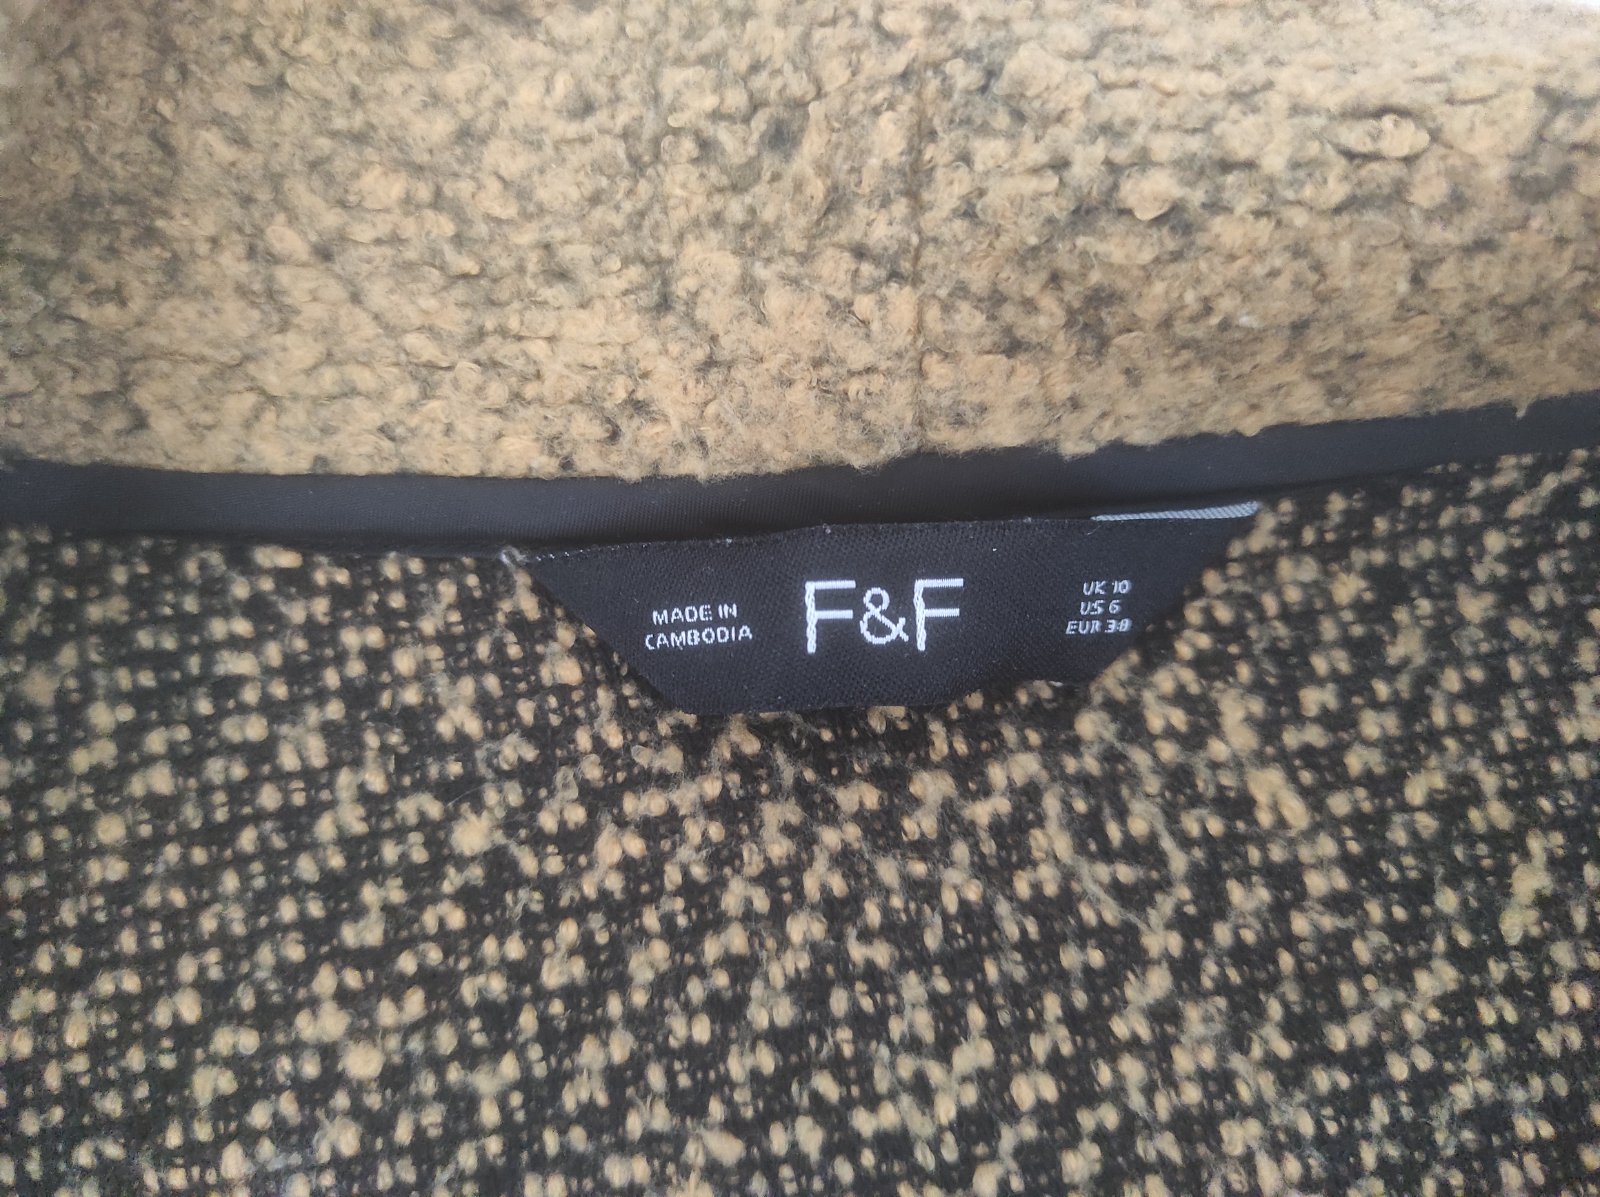 MADE IN
CAMBODIA
F&F
UK 10
US 6
EUR 38